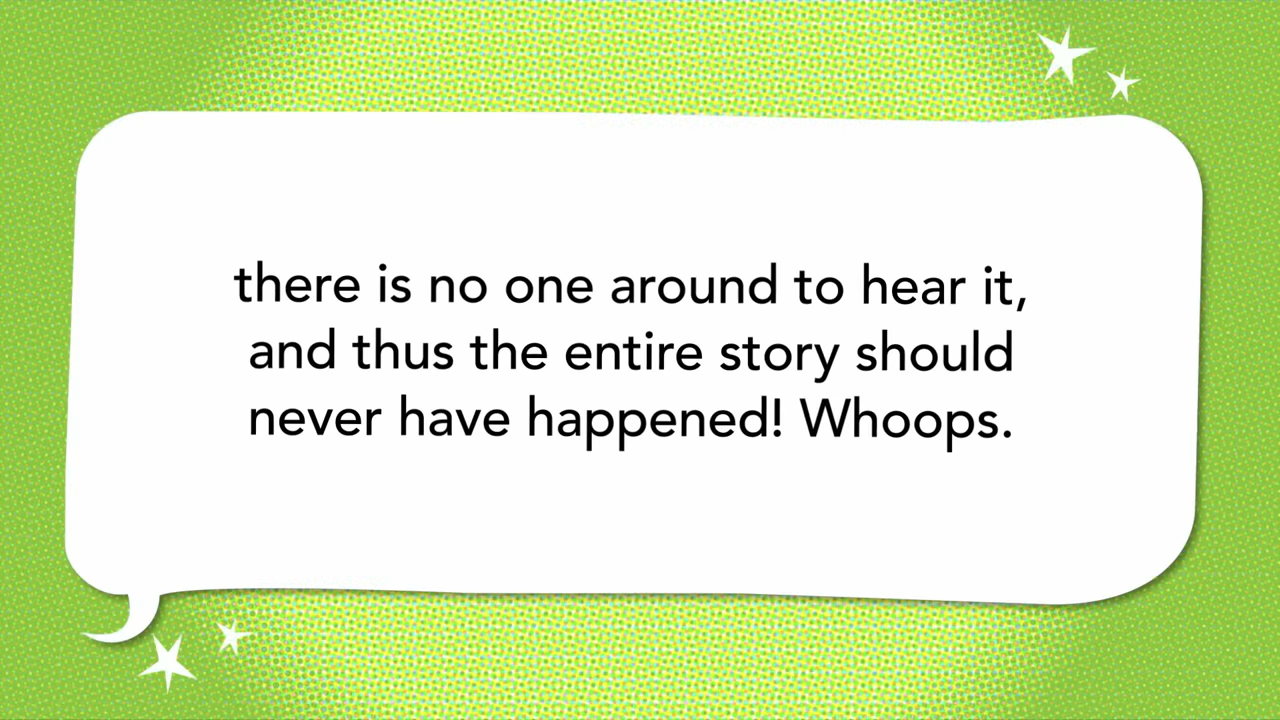 there is no one around to hear it,
and thus the entire story should
never have happened! Whoops.